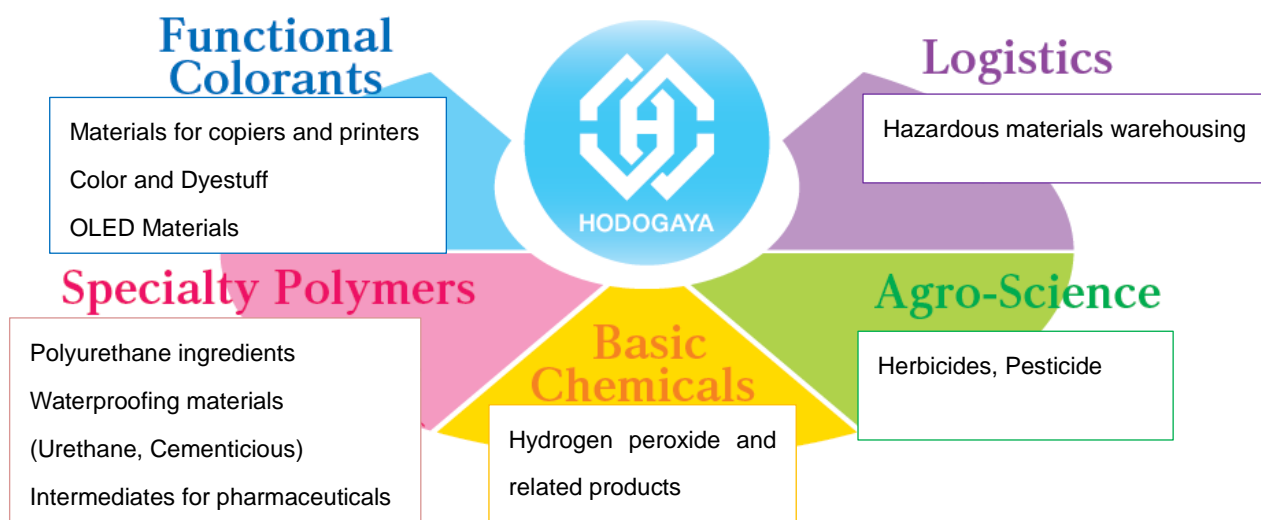 Functional
Colorants
Materials for copiers and printers
Color and Dyestuff
OLED Materials
HODOGAYA
Logistics
Hazardous materials warehousing
Specialty Polymers
Polyurethane ingredients
Waterproofing materials
(Urethane, Cementicious)
Intermediates for pharmaceuticals
Basic
Chemicals
Hydrogen peroxide and
related products
Agro-Science
Herbicides, Pesticide